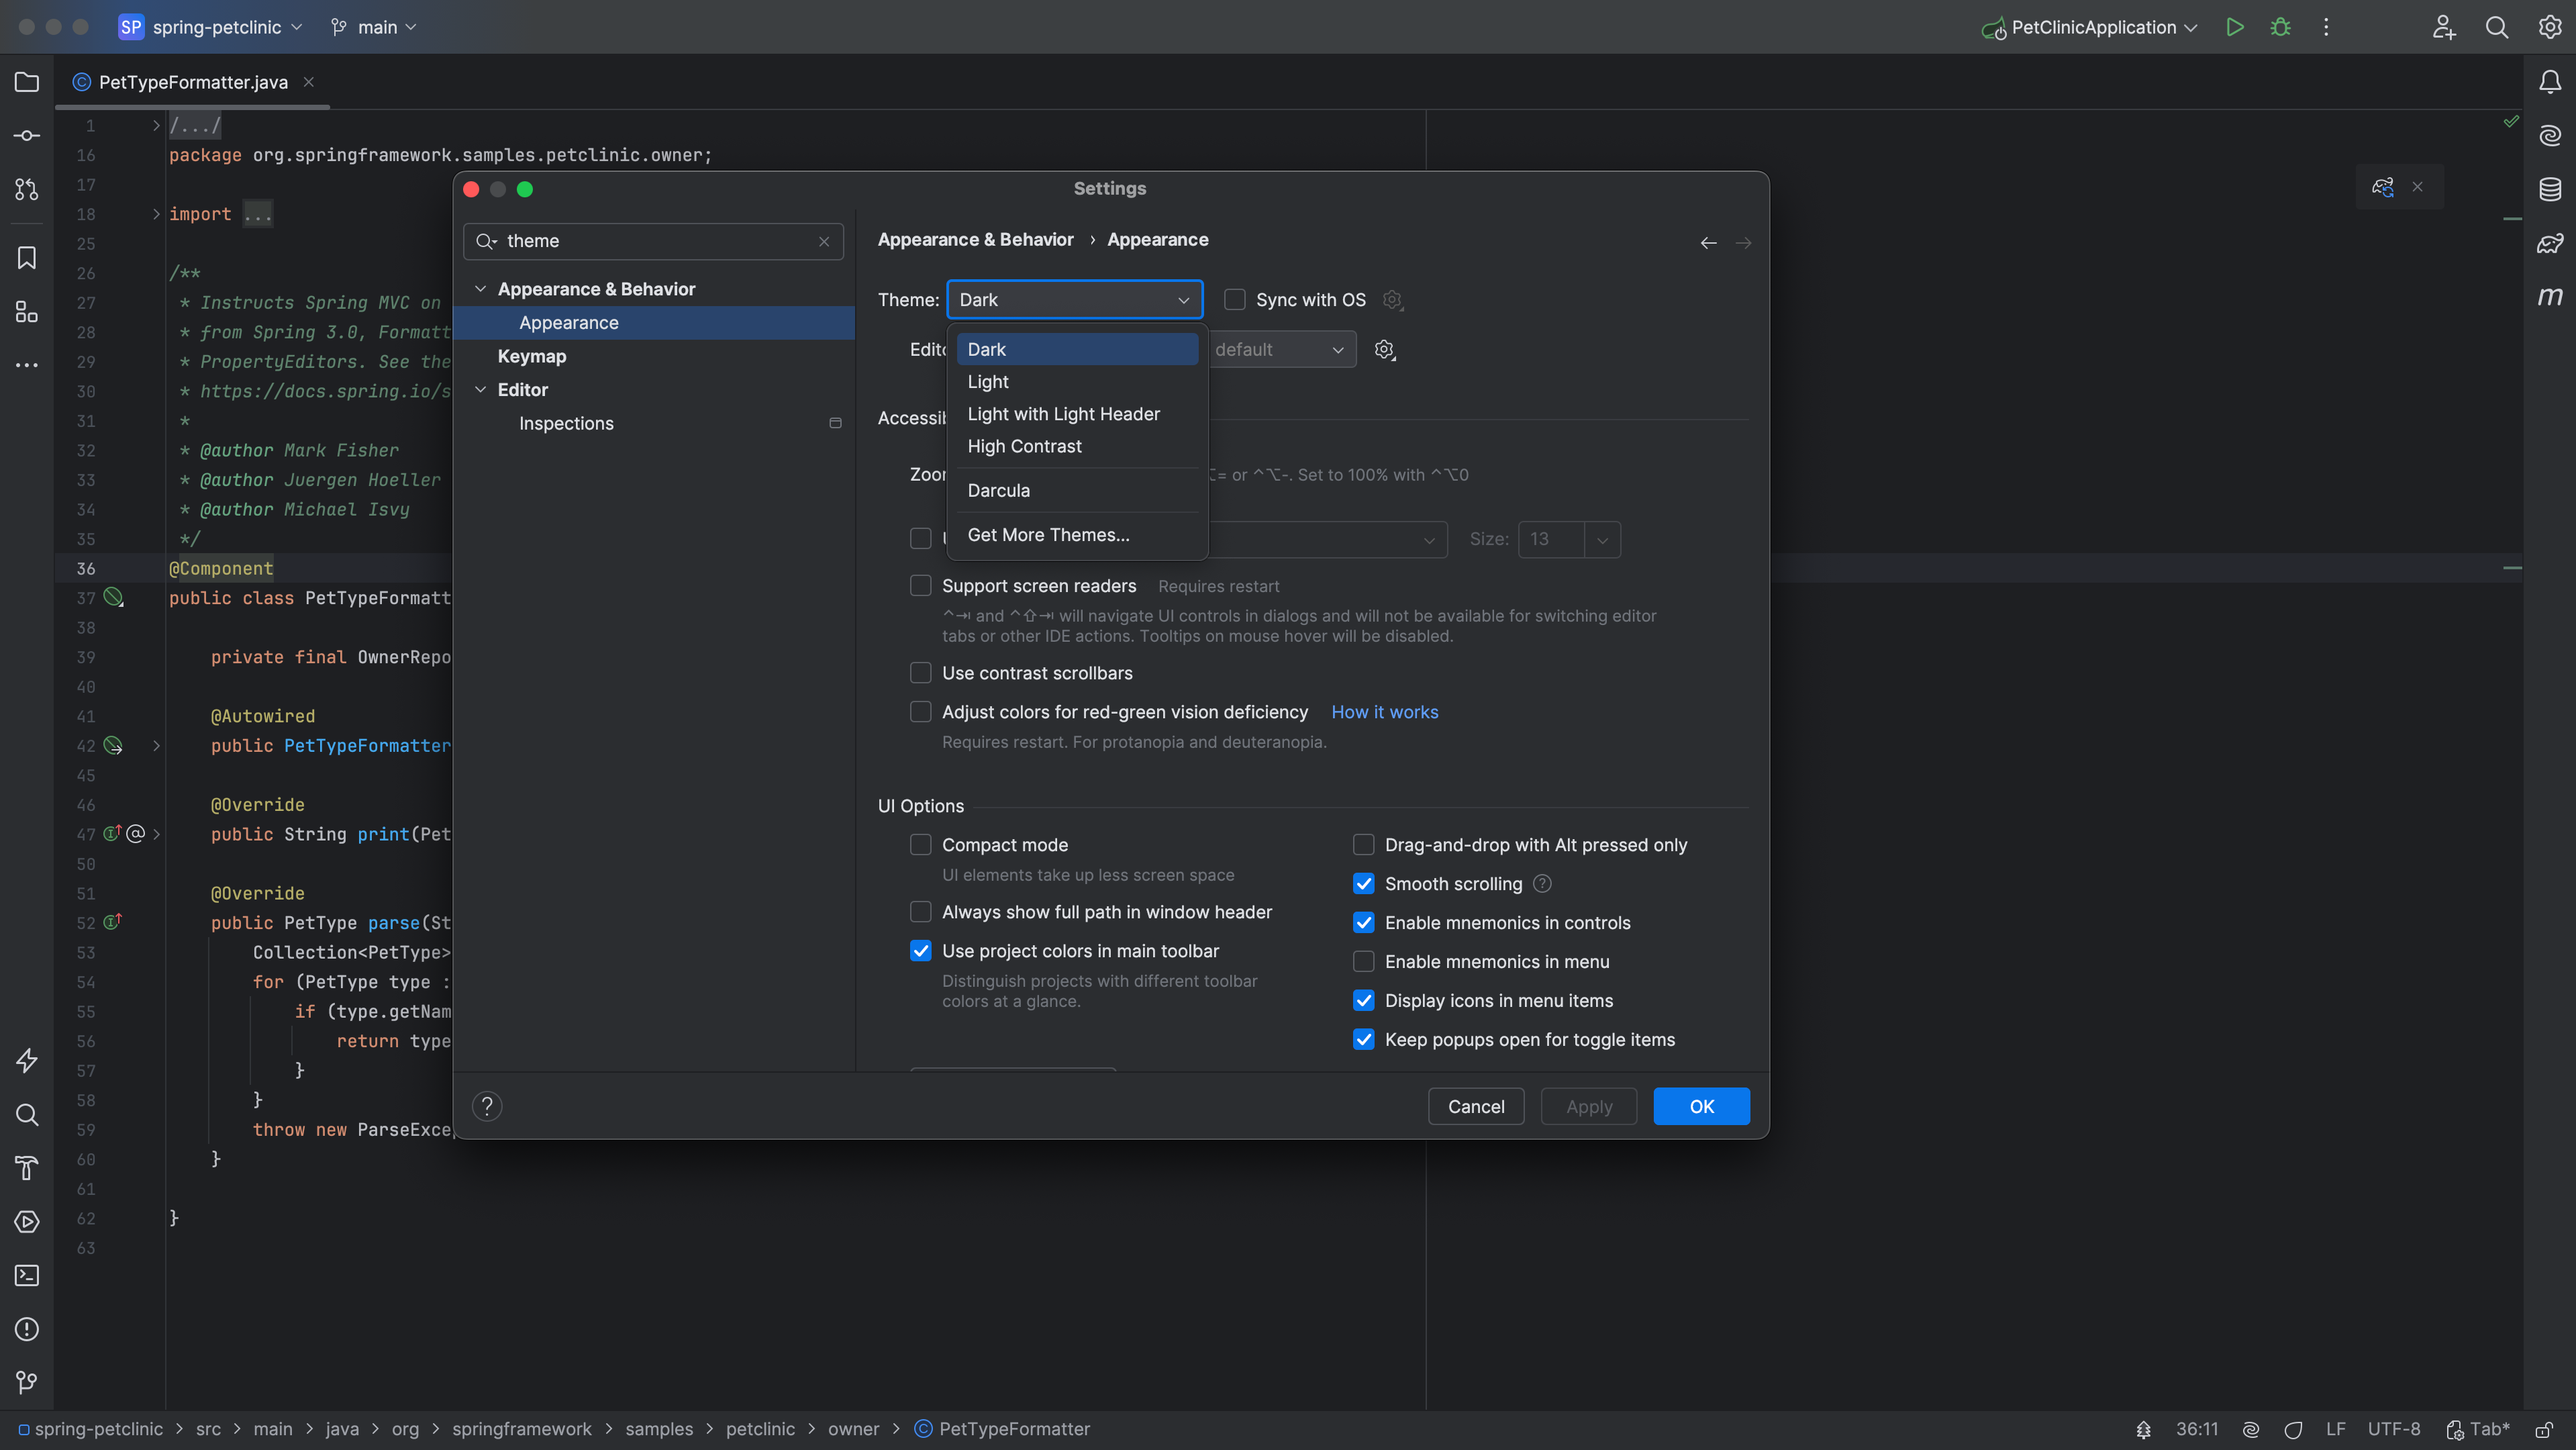 SP spring-petclinic main PetClinicApplication
PetTypeFormatter.java
1 /.../
16 package org.springframework.samples.petclinic.owner;
17
18 import ...
25
26 /**
27 * Instructs Spring MVC on
28 * from Spring 3.0, Formatt
29 * PropertyEditors. See the
30 * https://docs.spring.io/s
31 *
32 * @author Mark Fisher
33 * @author Juergen Hoeller
34 * @author Michael Isvy
35 */
36 @Component
37 public class PetTypeFormatt
38
39 private final OwnerRepo
40
41 @Autowired
42 public PetTypeFormatter
45
46 @Override
47 public String print(Pet
50
51 @Override
52 public PetType parse(St
53 Collection<PetType>
54 for (PetType type :
55 if (type.getNam
56 return type
57 }
58 }
59 throw new ParseExce
60 }
61
62 }
63
Settings
theme
Appearance & Behavior
Appearance
Keymap
Editor
Inspections
Appearance & Behavior › Appearance
Theme: Dark Sync with OS
Edito default
Dark
Light
Light with Light Header
High Contrast
Darcula
Get More Themes...
Accessib
Zoor = or ⌃⌥-. Set to 100% with ⌃⌥0
Size: 13
Support screen readers Requires restart
⌃⇥ and ⌃⇧⇥ will navigate UI controls in dialogs and will not be available for switching editor
tabs or other IDE actions. Tooltips on mouse hover will be disabled.
Use contrast scrollbars
Adjust colors for red-green vision deficiency How it works
Requires restart. For protanopia and deuteranopia.
UI Options
Compact mode
UI elements take up less screen space
Always show full path in window header
Use project colors in main toolbar
Distinguish projects with different toolbar
colors at a glance.
Drag-and-drop with Alt pressed only
Smooth scrolling ?
Enable mnemonics in controls
Enable mnemonics in menu
Display icons in menu items
Keep popups open for toggle items
? Cancel Apply OK
m
spring-petclinic > src > main > java > org > springframework > samples > petclinic > owner > PetTypeFormatter
36:11 LF UTF-8 Tab*